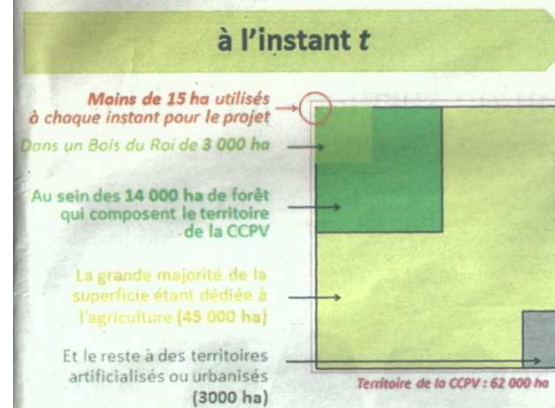 à l'instant t
Moins de 15 ha utilisés
à chaque instant pour le projet
Dans un Bois du Roi de 3 000 ha
Au sein des 14 000 ha de forêt
qui composent le territoire
de la CCPV
La grande majorité de la
superficie étant dédiée à
l'agriculture (45 000 ha)
Et le reste à des territoires
artificialisés ou urbanisés
(3000 ha)
Territoire de la CCPV : 62 000 ha